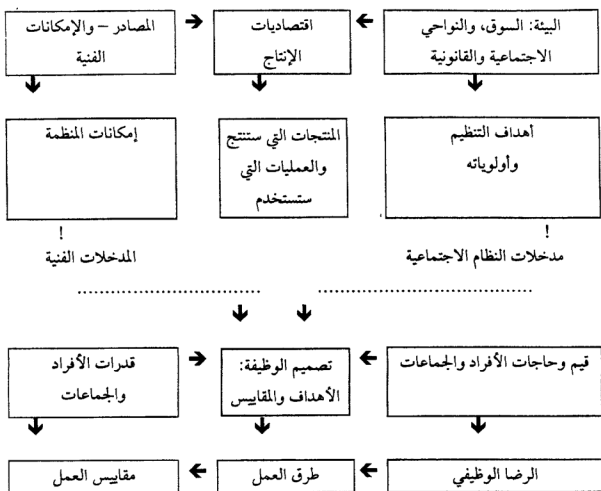 البيئة: السوق، والنواحي
الاجتماعية والقانونية
اقتصاديات
الإنتاج
المصادر – والإمكانات
الفنية
أهداف التنظيم
وأولوياته
المنتجات التي ستنتج
والعمليات التي
ستستخدم
إمكانات المنظمة
!
!
مدخلات النظام الاجتماعية
المدخلات الفنية
قيم وحاجات الأفراد والجماعات
تصميم الوظيفة:
الأهداف والمقاييس
قدرات الأفراد
والجماعات
الرضا الوظيفي
طرق العمل
مقاييس العمل